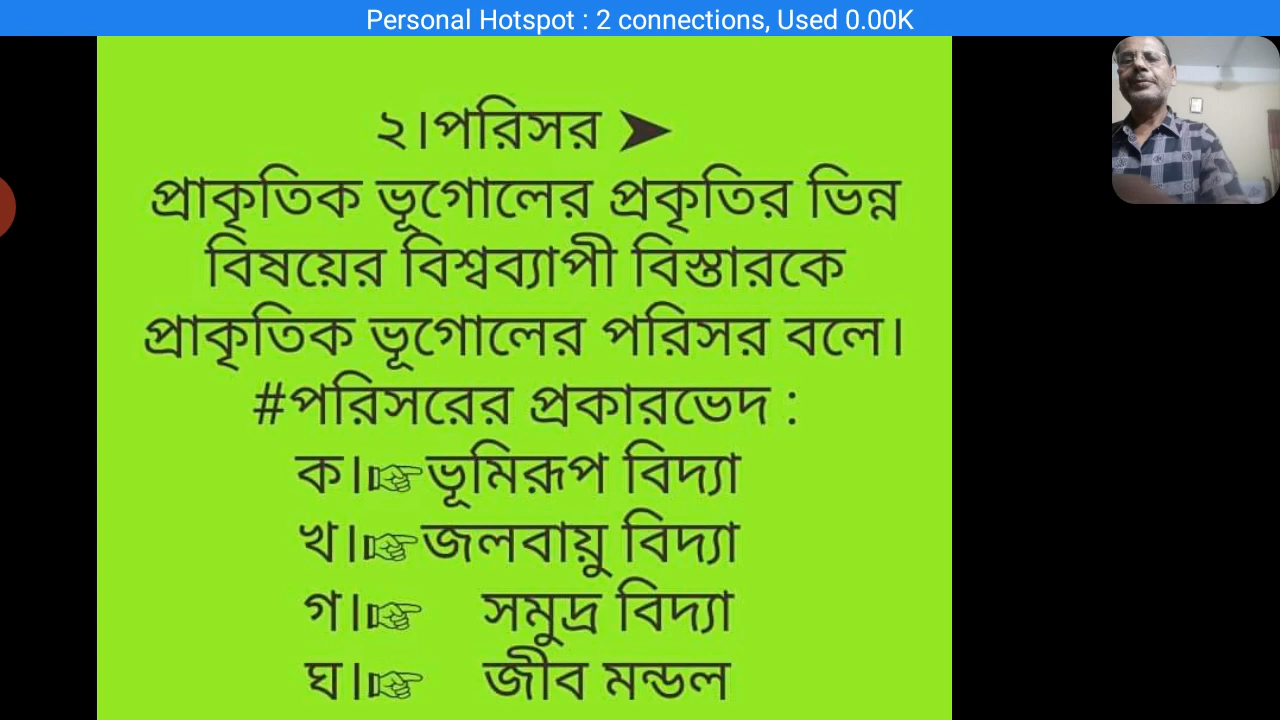 Personal Hotspot : 2 connections, Used 0.00K
২।পরিসর ➤
প্রাকৃতিক ভূগোলের প্রকৃতির ভিন্ন
বিষয়ের বিশ্বব্যাপী বিস্তারকে
প্রাকৃতিক ভূগোলের পরিসর বলে।
#পরিসরের প্রকারভেদ :
ক।☞ভূমিরূপ বিদ্যা
খ।☞জলবায়ু বিদ্যা
গ।☞ সমুদ্র বিদ্যা
ঘ।☞ জীব মন্ডল